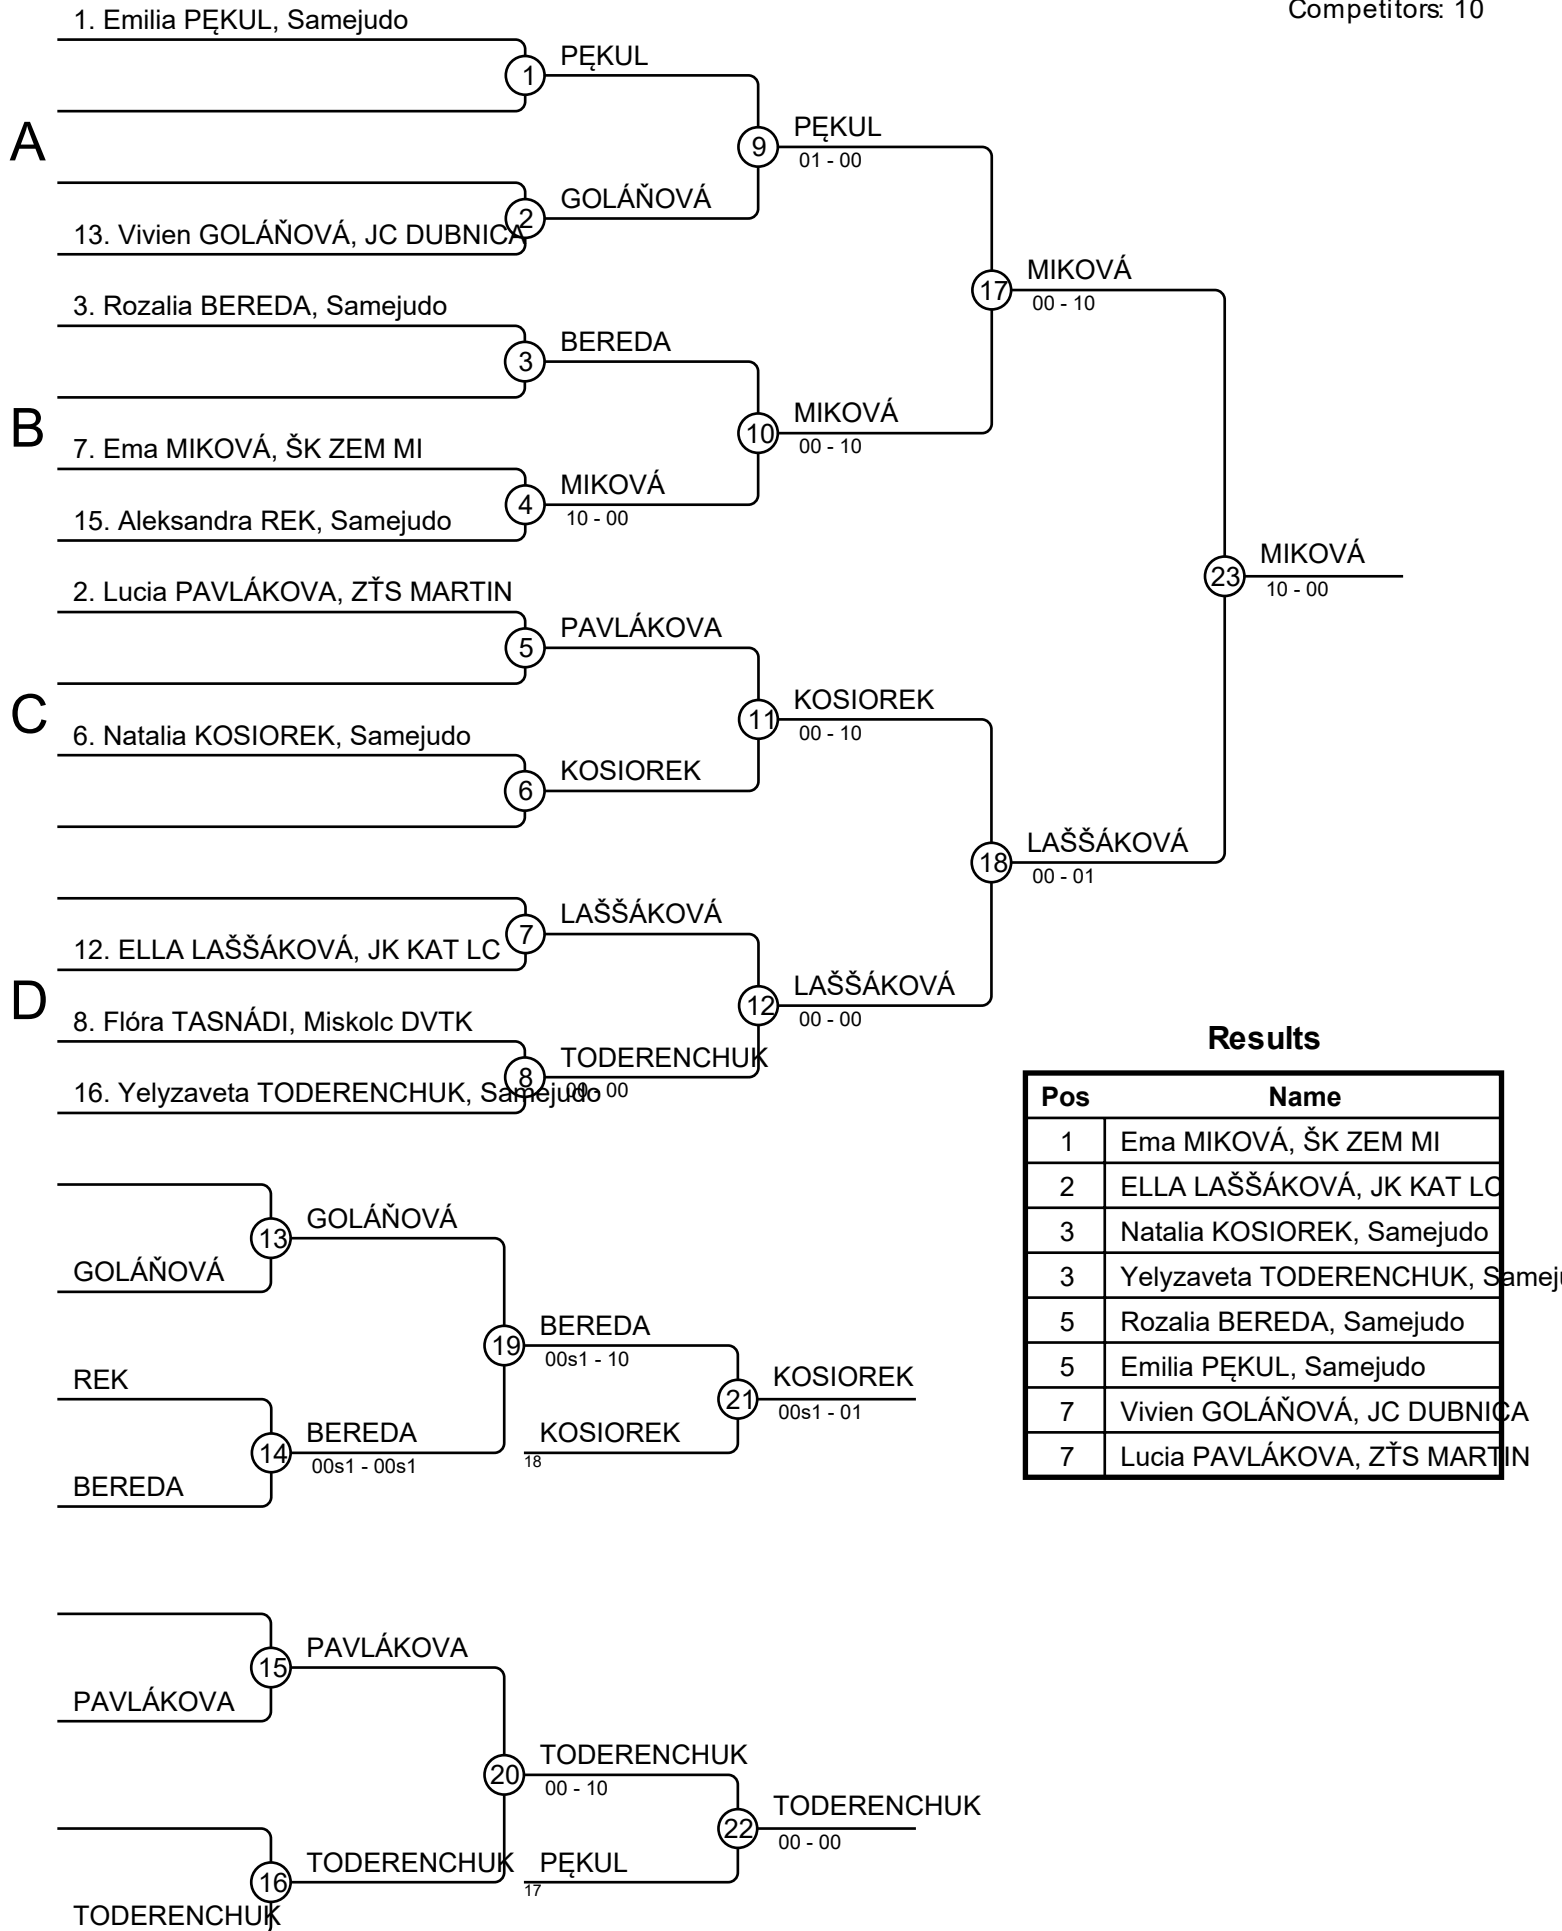 Competitors: 10
1. Emilia PĘKUL, Samejudo
1
PĘKUL
A
9
PĘKUL
01 - 00
2
GOLÁŇOVÁ
13. Vivien GOLÁŇOVÁ, JC DUBNICA
17
MIKOVÁ
00 - 10
3. Rozalia BEREDA, Samejudo
3
BEREDA
B
10
MIKOVÁ
00 - 10
7. Ema MIKOVÁ, ŠK ZEM MI
4
MIKOVÁ
10 - 00
15. Aleksandra REK, Samejudo
23
MIKOVÁ
10 - 00
2. Lucia PAVLÁKOVA, ZŤS MARTIN
5
PAVLÁKOVA
C
11
KOSIOREK
00 - 10
6. Natalia KOSIOREK, Samejudo
6
KOSIOREK
18
LAŠŠÁKOVÁ
00 - 01
7
LAŠŠÁKOVÁ
12. ELLA LAŠŠÁKOVÁ, JK KAT LC
D
12
LAŠŠÁKOVÁ
00 - 00
8. Flóra TASNÁDI, Miskolc DVTK
8
TODERENCHUK
00 - 00
16. Yelyzaveta TODERENCHUK, Samejudo
Results
Pos Name
1 Ema MIKOVÁ, ŠK ZEM MI
2 ELLA LAŠŠÁKOVÁ, JK KAT LC
3 Natalia KOSIOREK, Samejudo
3 Yelyzaveta TODERENCHUK, Sameju
5 Rozalia BEREDA, Samejudo
5 Emilia PĘKUL, Samejudo
7 Vivien GOLÁŇOVÁ, JC DUBNICA
7 Lucia PAVLÁKOVA, ZŤS MARTIN
13
GOLÁŇOVÁ
GOLÁŇOVÁ
19
BEREDA
00s1 - 10
REK
14
BEREDA
00s1 - 00s1
BEREDA
21
KOSIOREK
00s1 - 01
KOSIOREK
18
15
PAVLÁKOVA
PAVLÁKOVA
20
TODERENCHUK
00 - 10
22
TODERENCHUK
00 - 00
16
TODERENCHUK
PĘKUL
17
TODERENCHUK